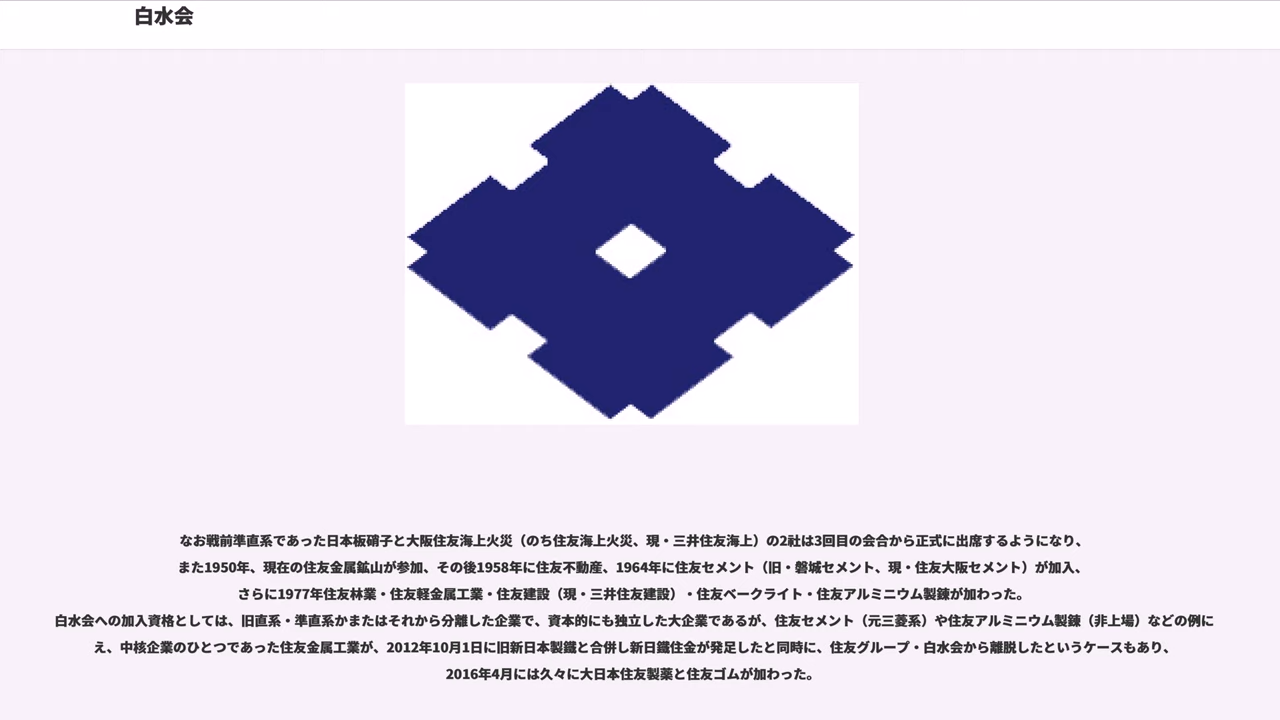 白水会
なお戦前準直系であった日本板硝子と大阪住友海上火災（のち住友海上火災、現・三井住友海上）の2社は3回目の会合から正式に出席するようになり、
また1950年、現在の住友金属鉱山が参加、その後1958年に住友不動産、1964年に住友セメント（旧・磐城セメント、現・住友大阪セメント）が加入、
さらに1977年住友林業・住友軽金属工業・住友建設（現・三井住友建設）・住友ベークライト・住友アルミニウム製錬が加わった。
白水会への加入資格としては、旧直系・準直系かまたはそれから分離した企業で、資本的にも独立した大企業であるが、住友セメント（元三菱系）や住友アルミニウム製錬（非上場）などの例に
え、中核企業のひとつであった住友金属工業が、2012年10月1日に旧新日本製鐵と合併し新日鐵住金が発足したと同時に、住友グループ・白水会から離脱したというケースもあり、
2016年4月には久々に大日本住友製薬と住友ゴムが加わった。